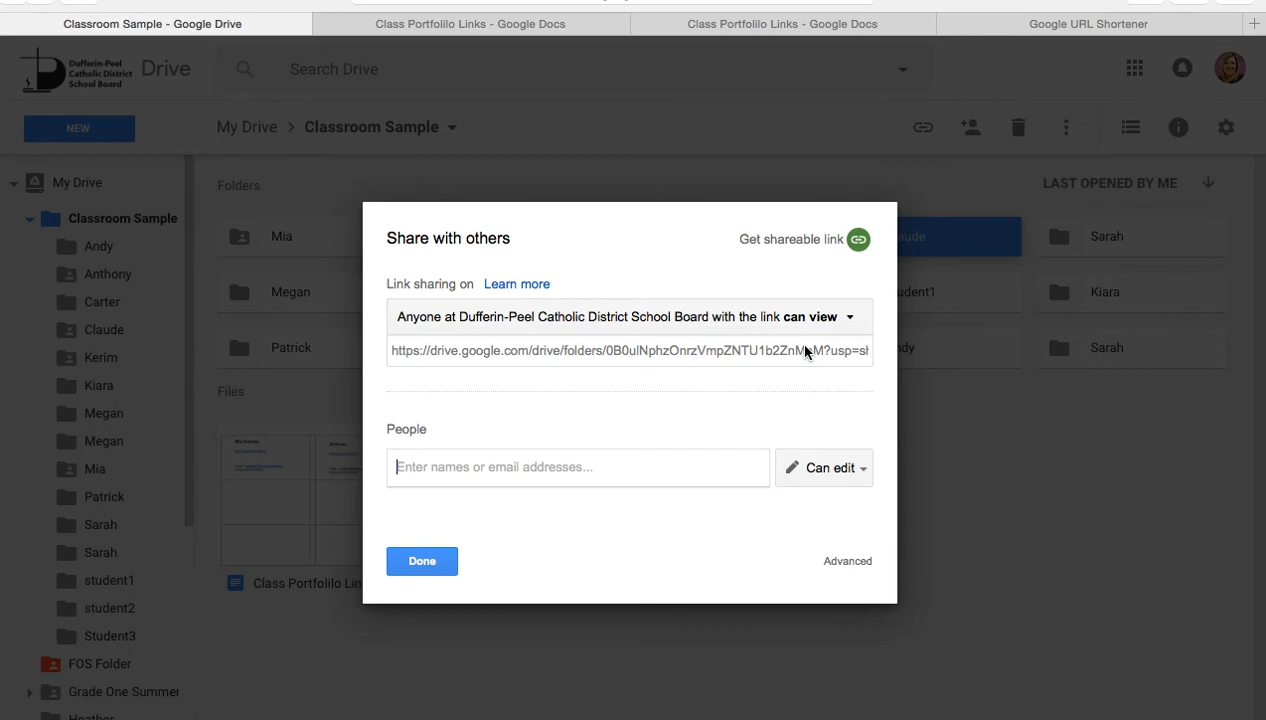 Classroom Sample - Google Drive
Class Portfolilo Links - Google Docs
Class Portfolilo Links - Google Docs
Google URL Shortener
Dufferin-Peel
Catholic District
School Board
Drive
Search Drive
NEW
My Drive
Classroom Sample
My Drive
Classroom Sample
Andy
Anthony
Carter
Claude
Kerim
Kiara
Megan
Megan
Mia
Patrick
Sarah
Sarah
student1
student2
Student3
FOS Folder
Grade One Summer
Folders
LAST OPENED BY ME
Mia
Sarah
Megan
Kiara
Patrick
Sarah
Files
Class Portfolilo Lin
Share with others
Get shareable link
Link sharing on Learn more
Anyone at Dufferin-Peel Catholic District School Board with the link can view
People
Enter names or email addresses...
Can edit
Done
Advanced